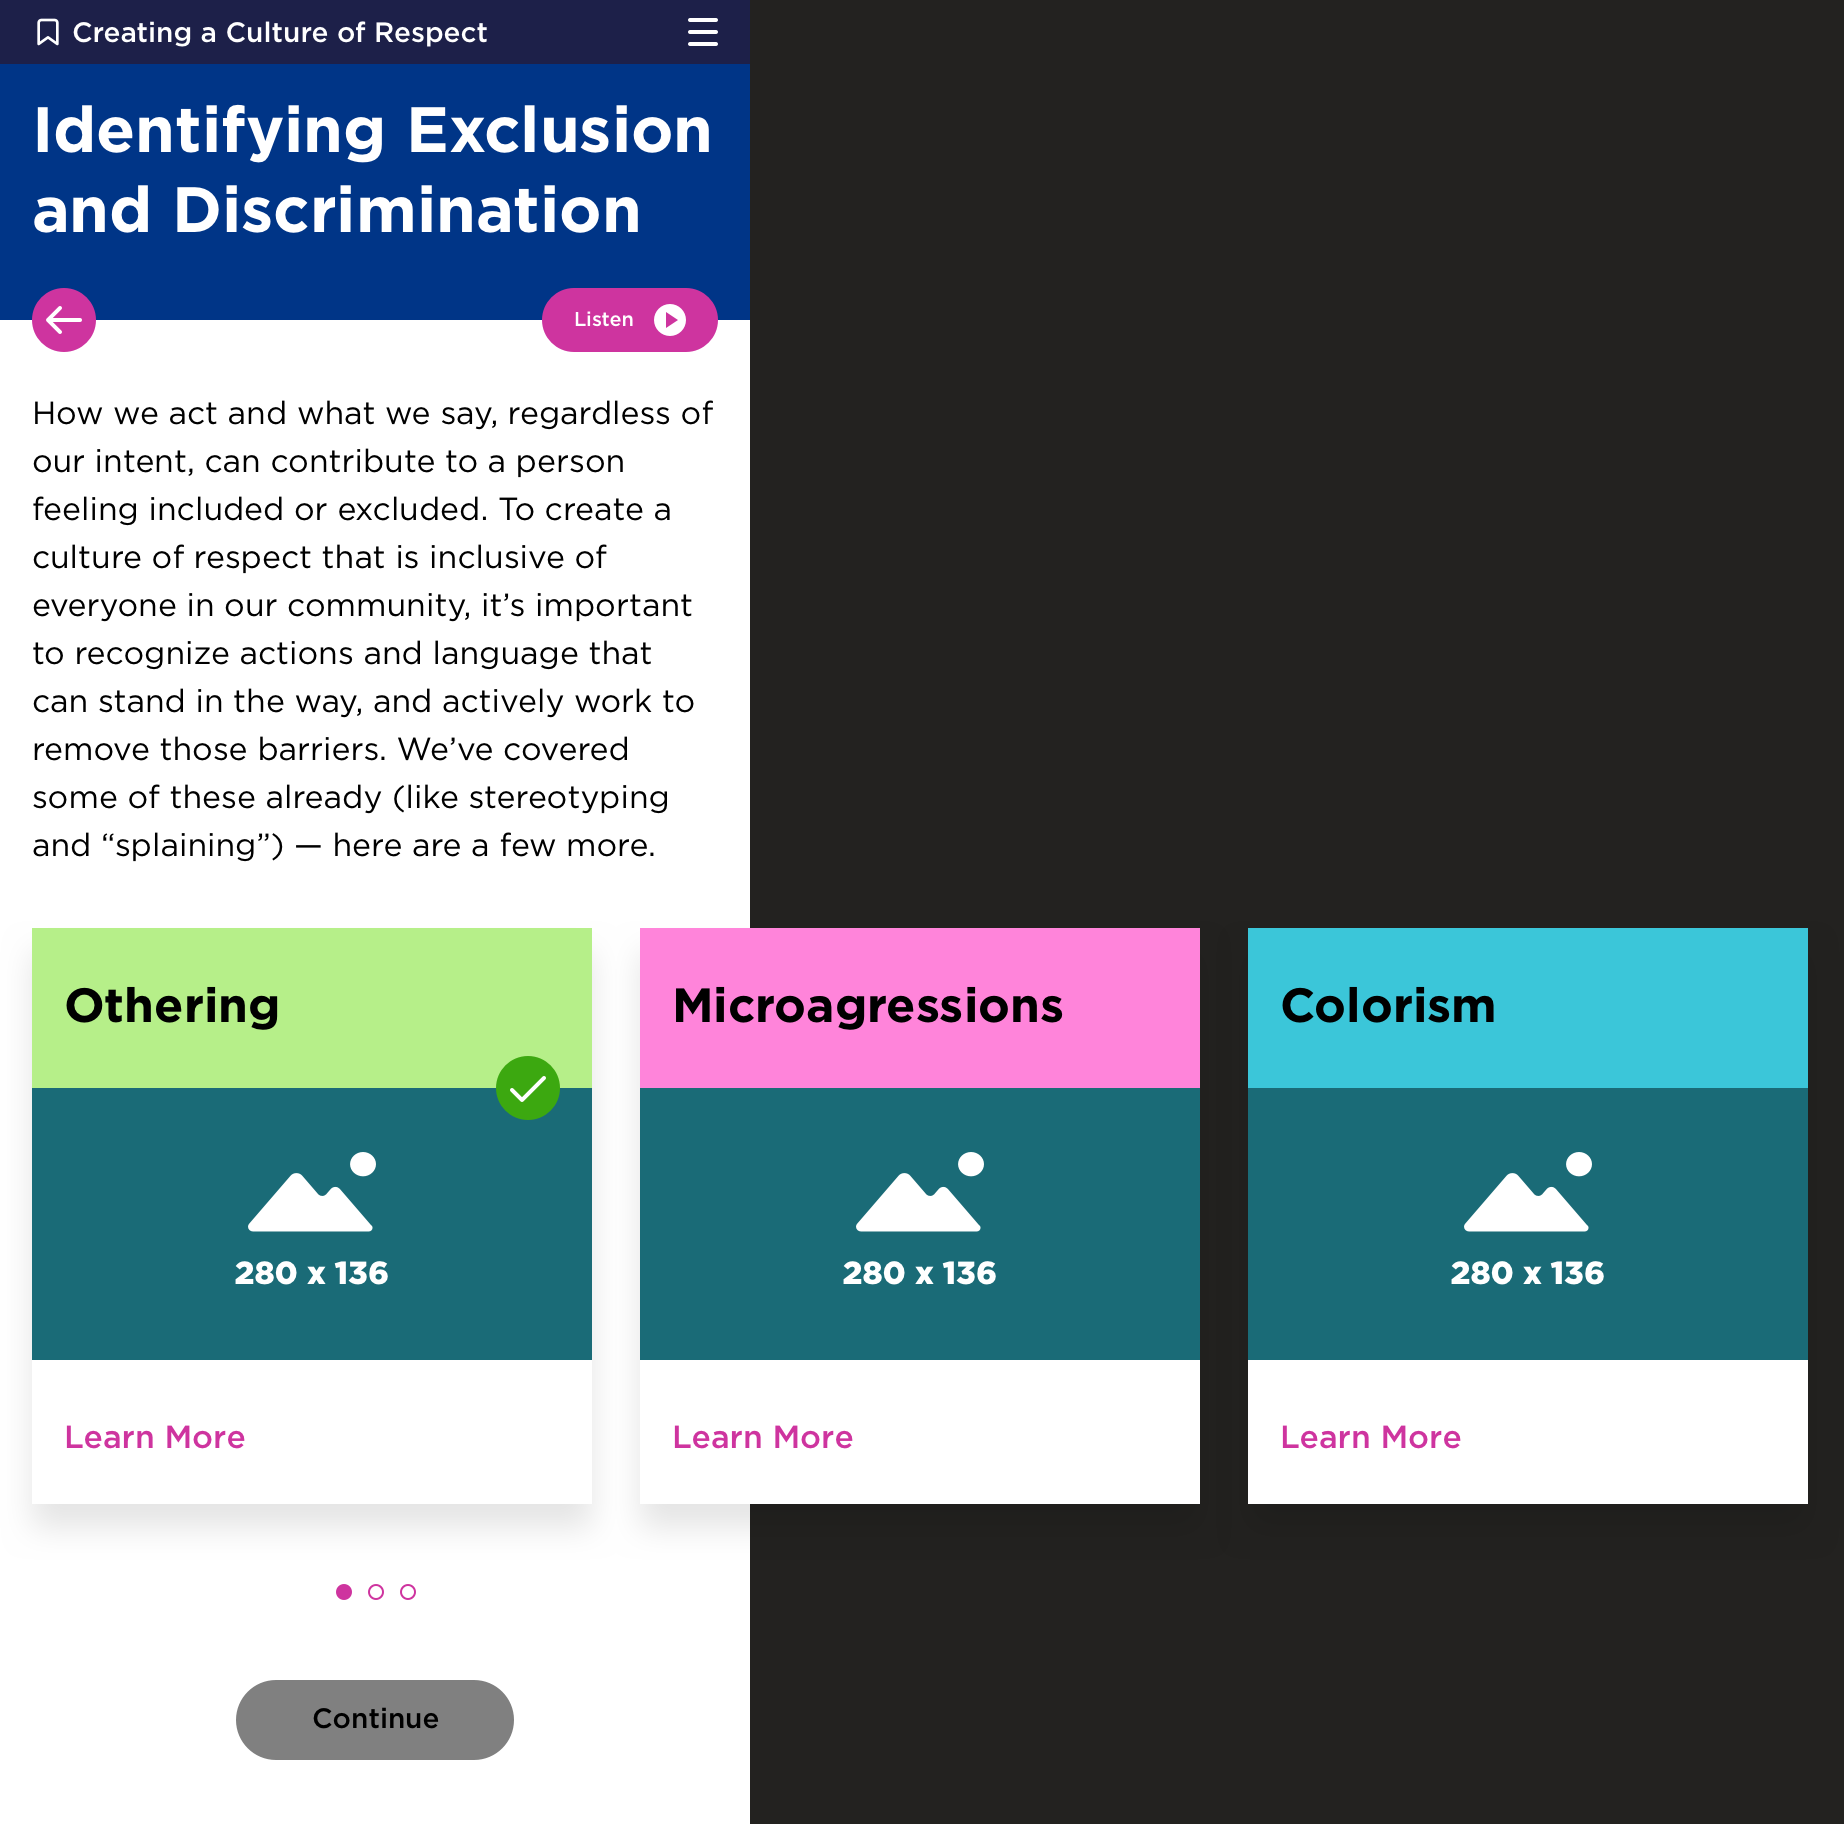 Creating a Culture of Respect
Identifying Exclusion
and Discrimination
Listen
How we act and what we say, regardless of
our intent, can contribute to a person
feeling included or excluded. To create a
culture of respect that is inclusive of
everyone in our community, it’s important
to recognize actions and language that
can stand in the way, and actively work to
remove those barriers. We’ve covered
some of these already (like stereotyping
and “splaining”) — here are a few more.
Othering
280 x 136
Learn More
Microagressions
280 x 136
Learn More
Colorism
280 x 136
Learn More
Continue